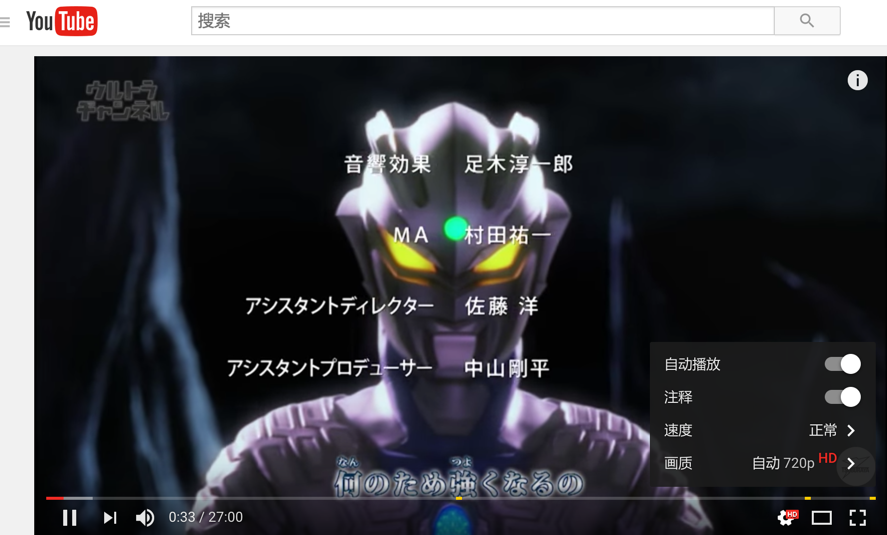 YouTube
搜索
ウルトラ
チャンネル
音響効果 足木淳一郎
MA 村田祐一
アシスタントディレクター 佐藤 洋
アシスタントプロデューサー 中山剛平
自动播放
注释
速度 正常
画质 自动 720p HD
なん つよ
何のため強くなるの
0:33 / 27:00
HD